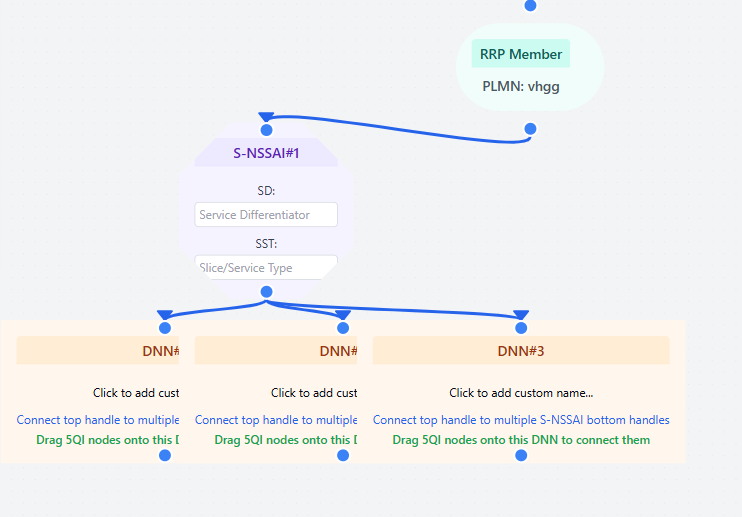 RRP Member
PLMN: vhgg
S-NSSAI#1
SD:
Service Differentiator
SST:
Slice/Service Type
DNN#
DNN#
DNN#3
Click to add cust
Click to add cust
Click to add custom name...
Connect top handle to multiple
Connect top handle to multiple
Connect top handle to multiple S-NSSAI bottom handles
Drag 5QI nodes onto this D
Drag 5QI nodes onto this D
Drag 5QI nodes onto this DNN to connect them